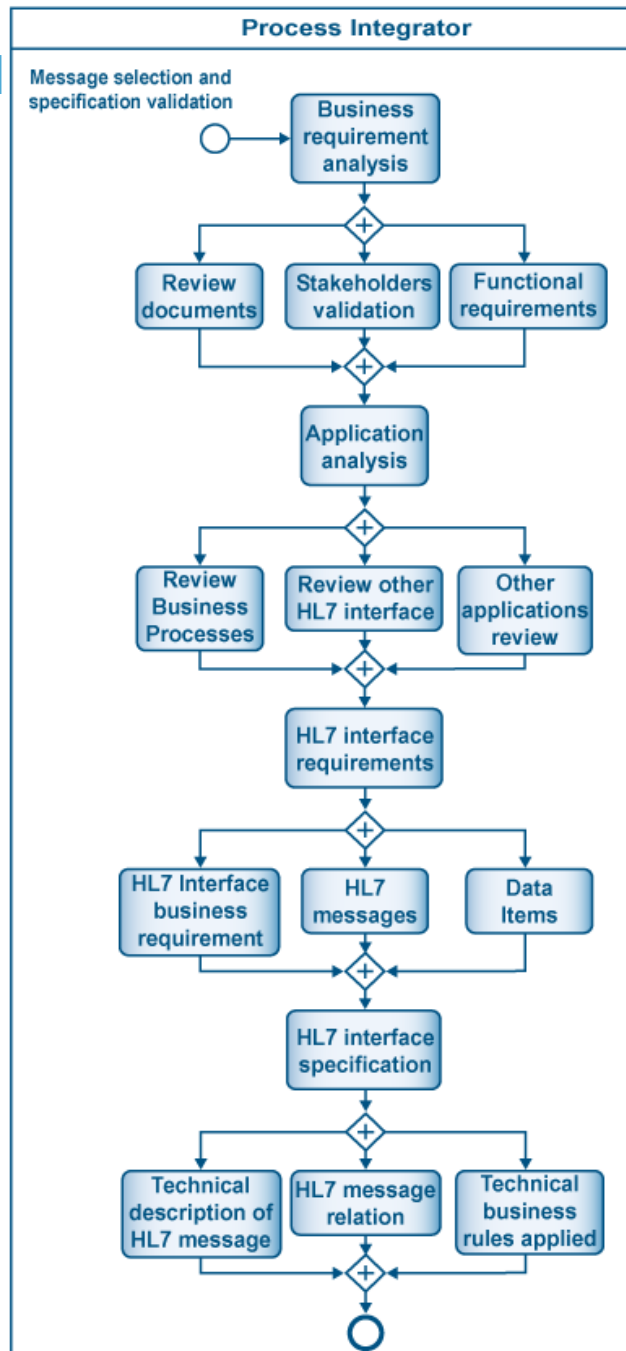 Process Integrator
Message selection and
specification validation
Business
requirement
analysis
Review
documents
Stakeholders
validation
Functional
requirements
Application
analysis
Review
Business
Processes
Review other
HL7 interface
Other
applications
review
HL7 interface
requirements
HL7 Interface
business
requirement
HL7
messages
Data
Items
HL7 interface
specification
Technical
description of
HL7 message
HL7 message
relation
Technical
business
rules applied